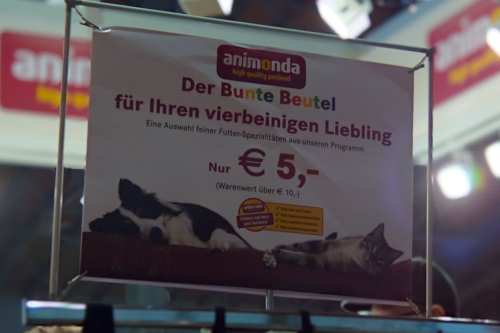 animonda
high quality petfood
Der Bunte Beutel
für Ihren vierbeinigen Liebling
Eine Auswahl feiner Futter-Spezialitäten aus unserem Programm
Nur € 5,-
(Warenwert über € 10,-)
anim